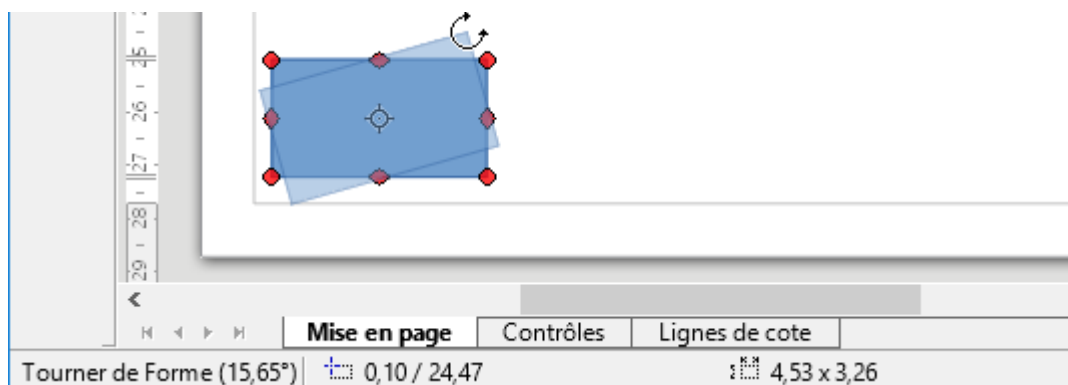 25
26
27
28
29
Mise en page Contrôles Lignes de cote
Tourner de Forme (15,65°) 0,10 / 24,47 4,53 x 3,26